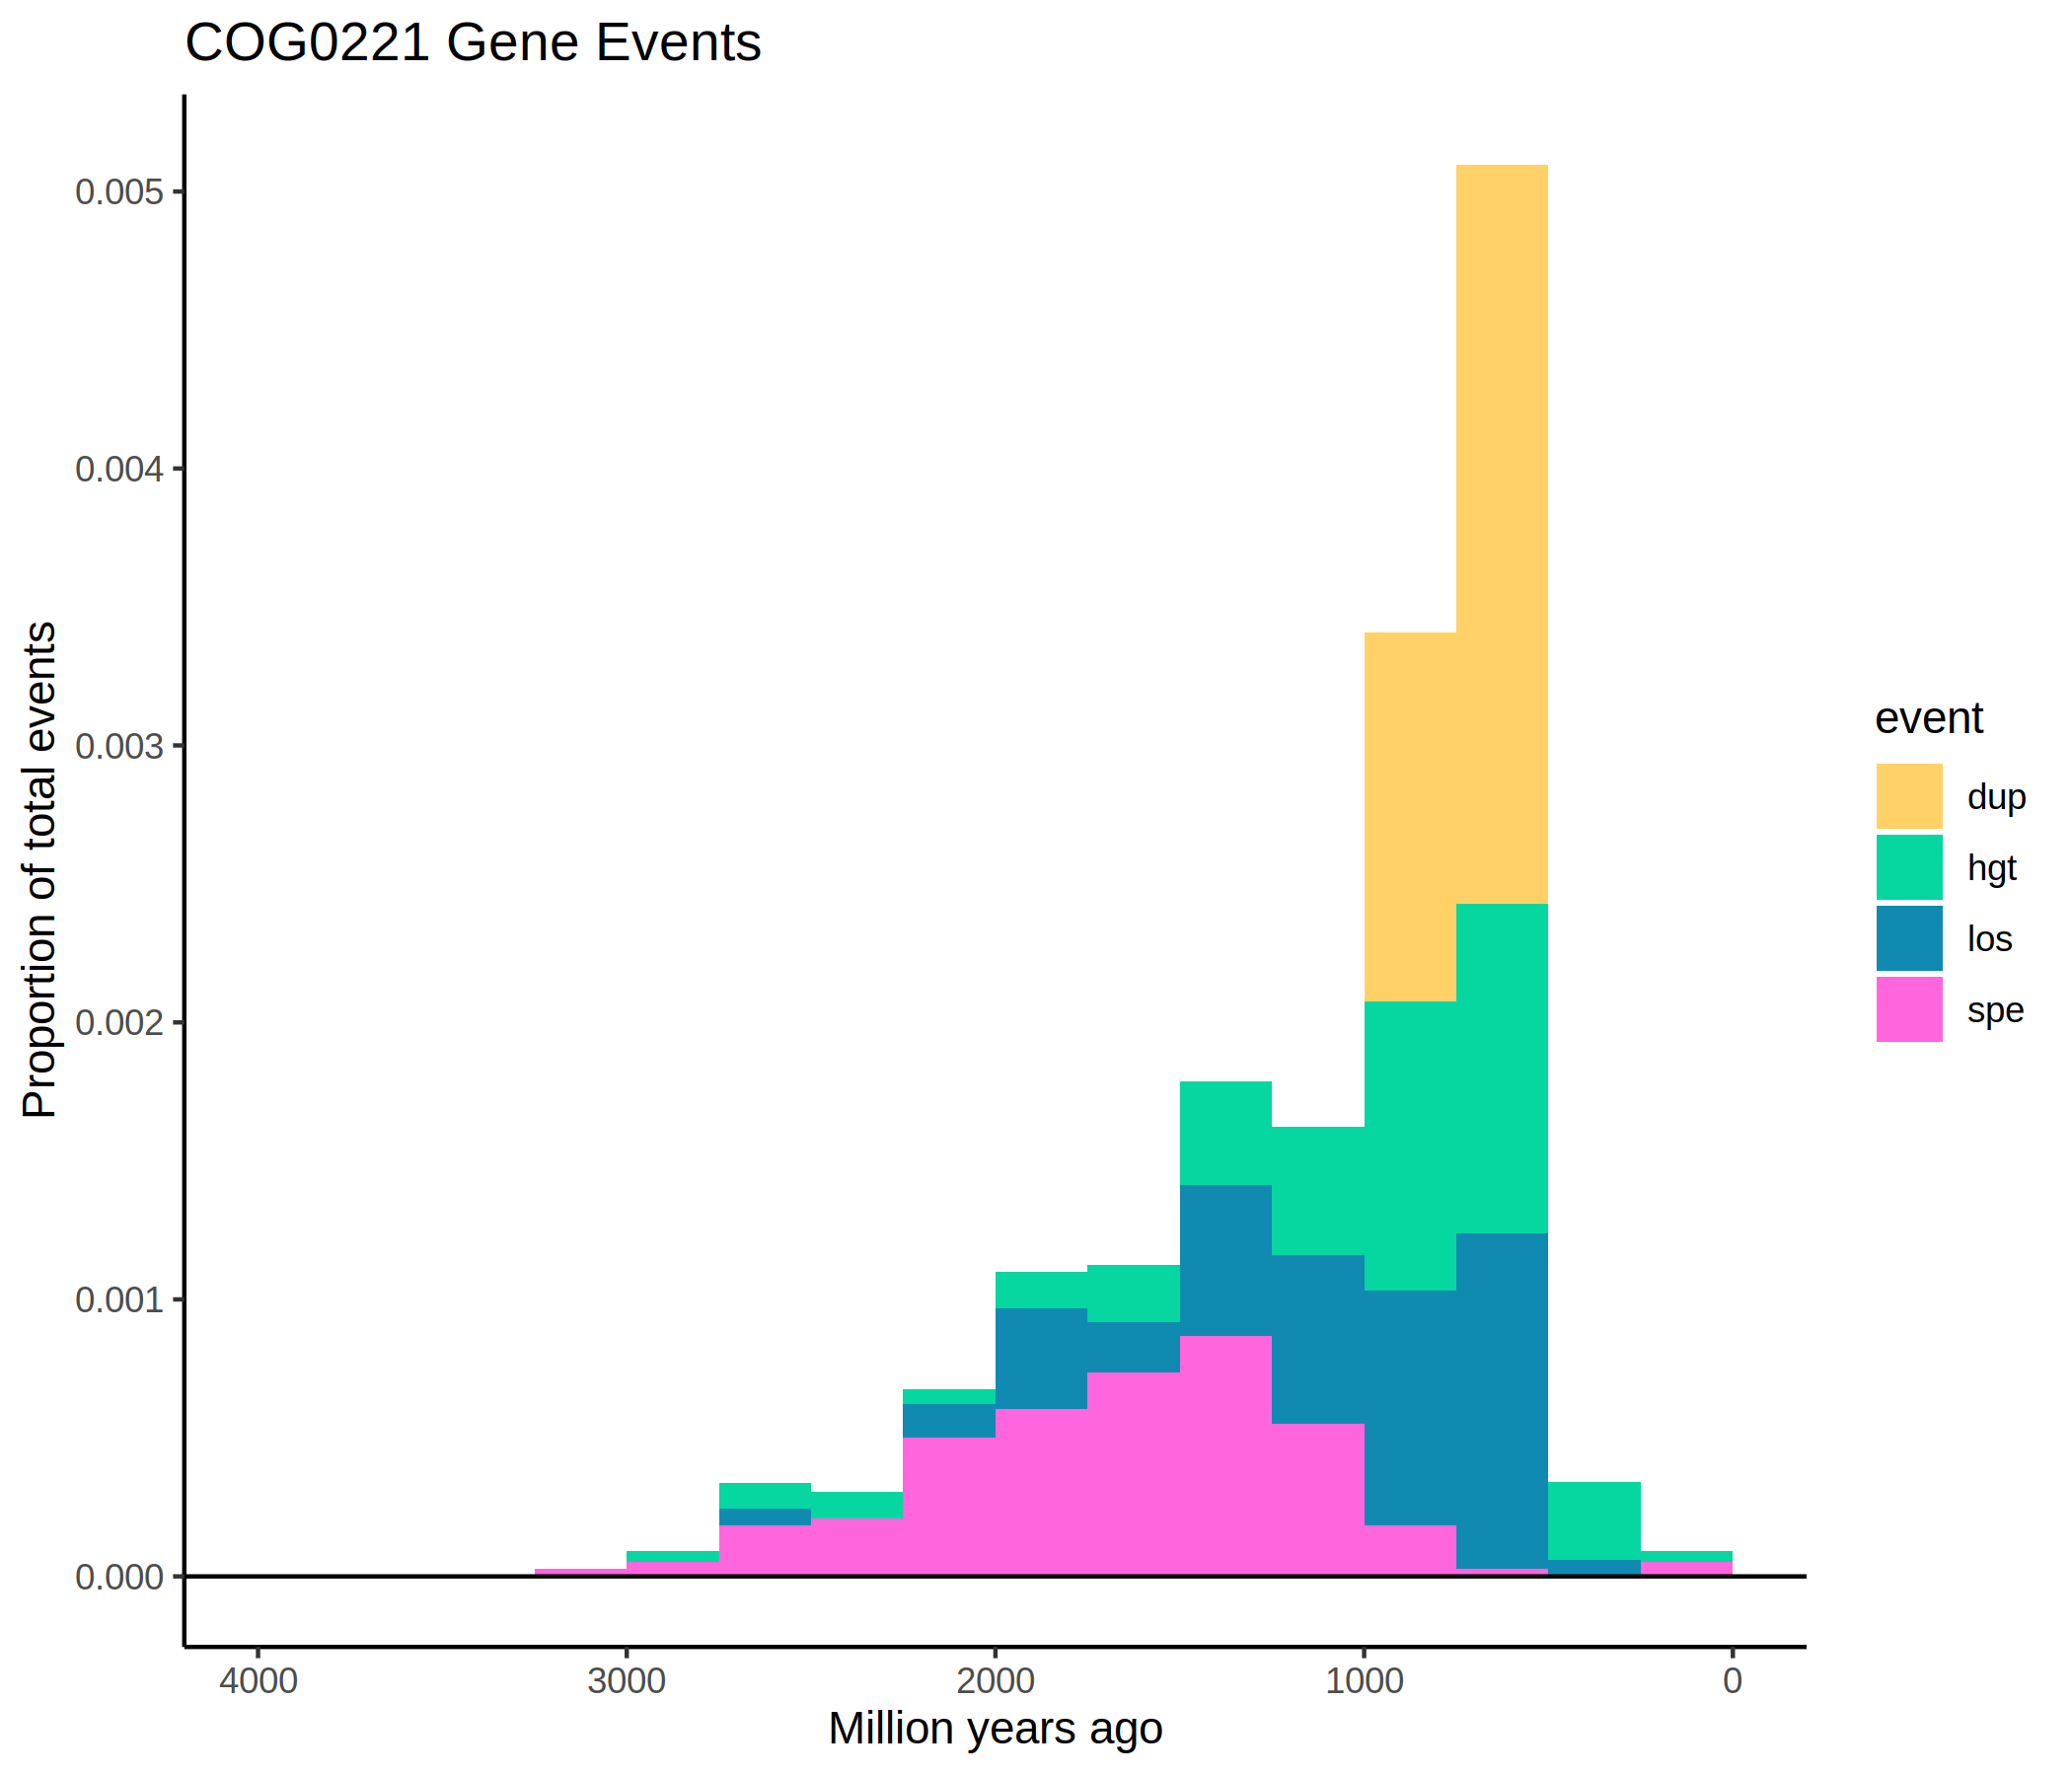 COG0221 Gene Events
Proportion of total events
0.005
0.004
0.003
0.002
0.001
0.000
4000 3000 2000 1000 0
Million years ago
event
dup
hgt
los
spe